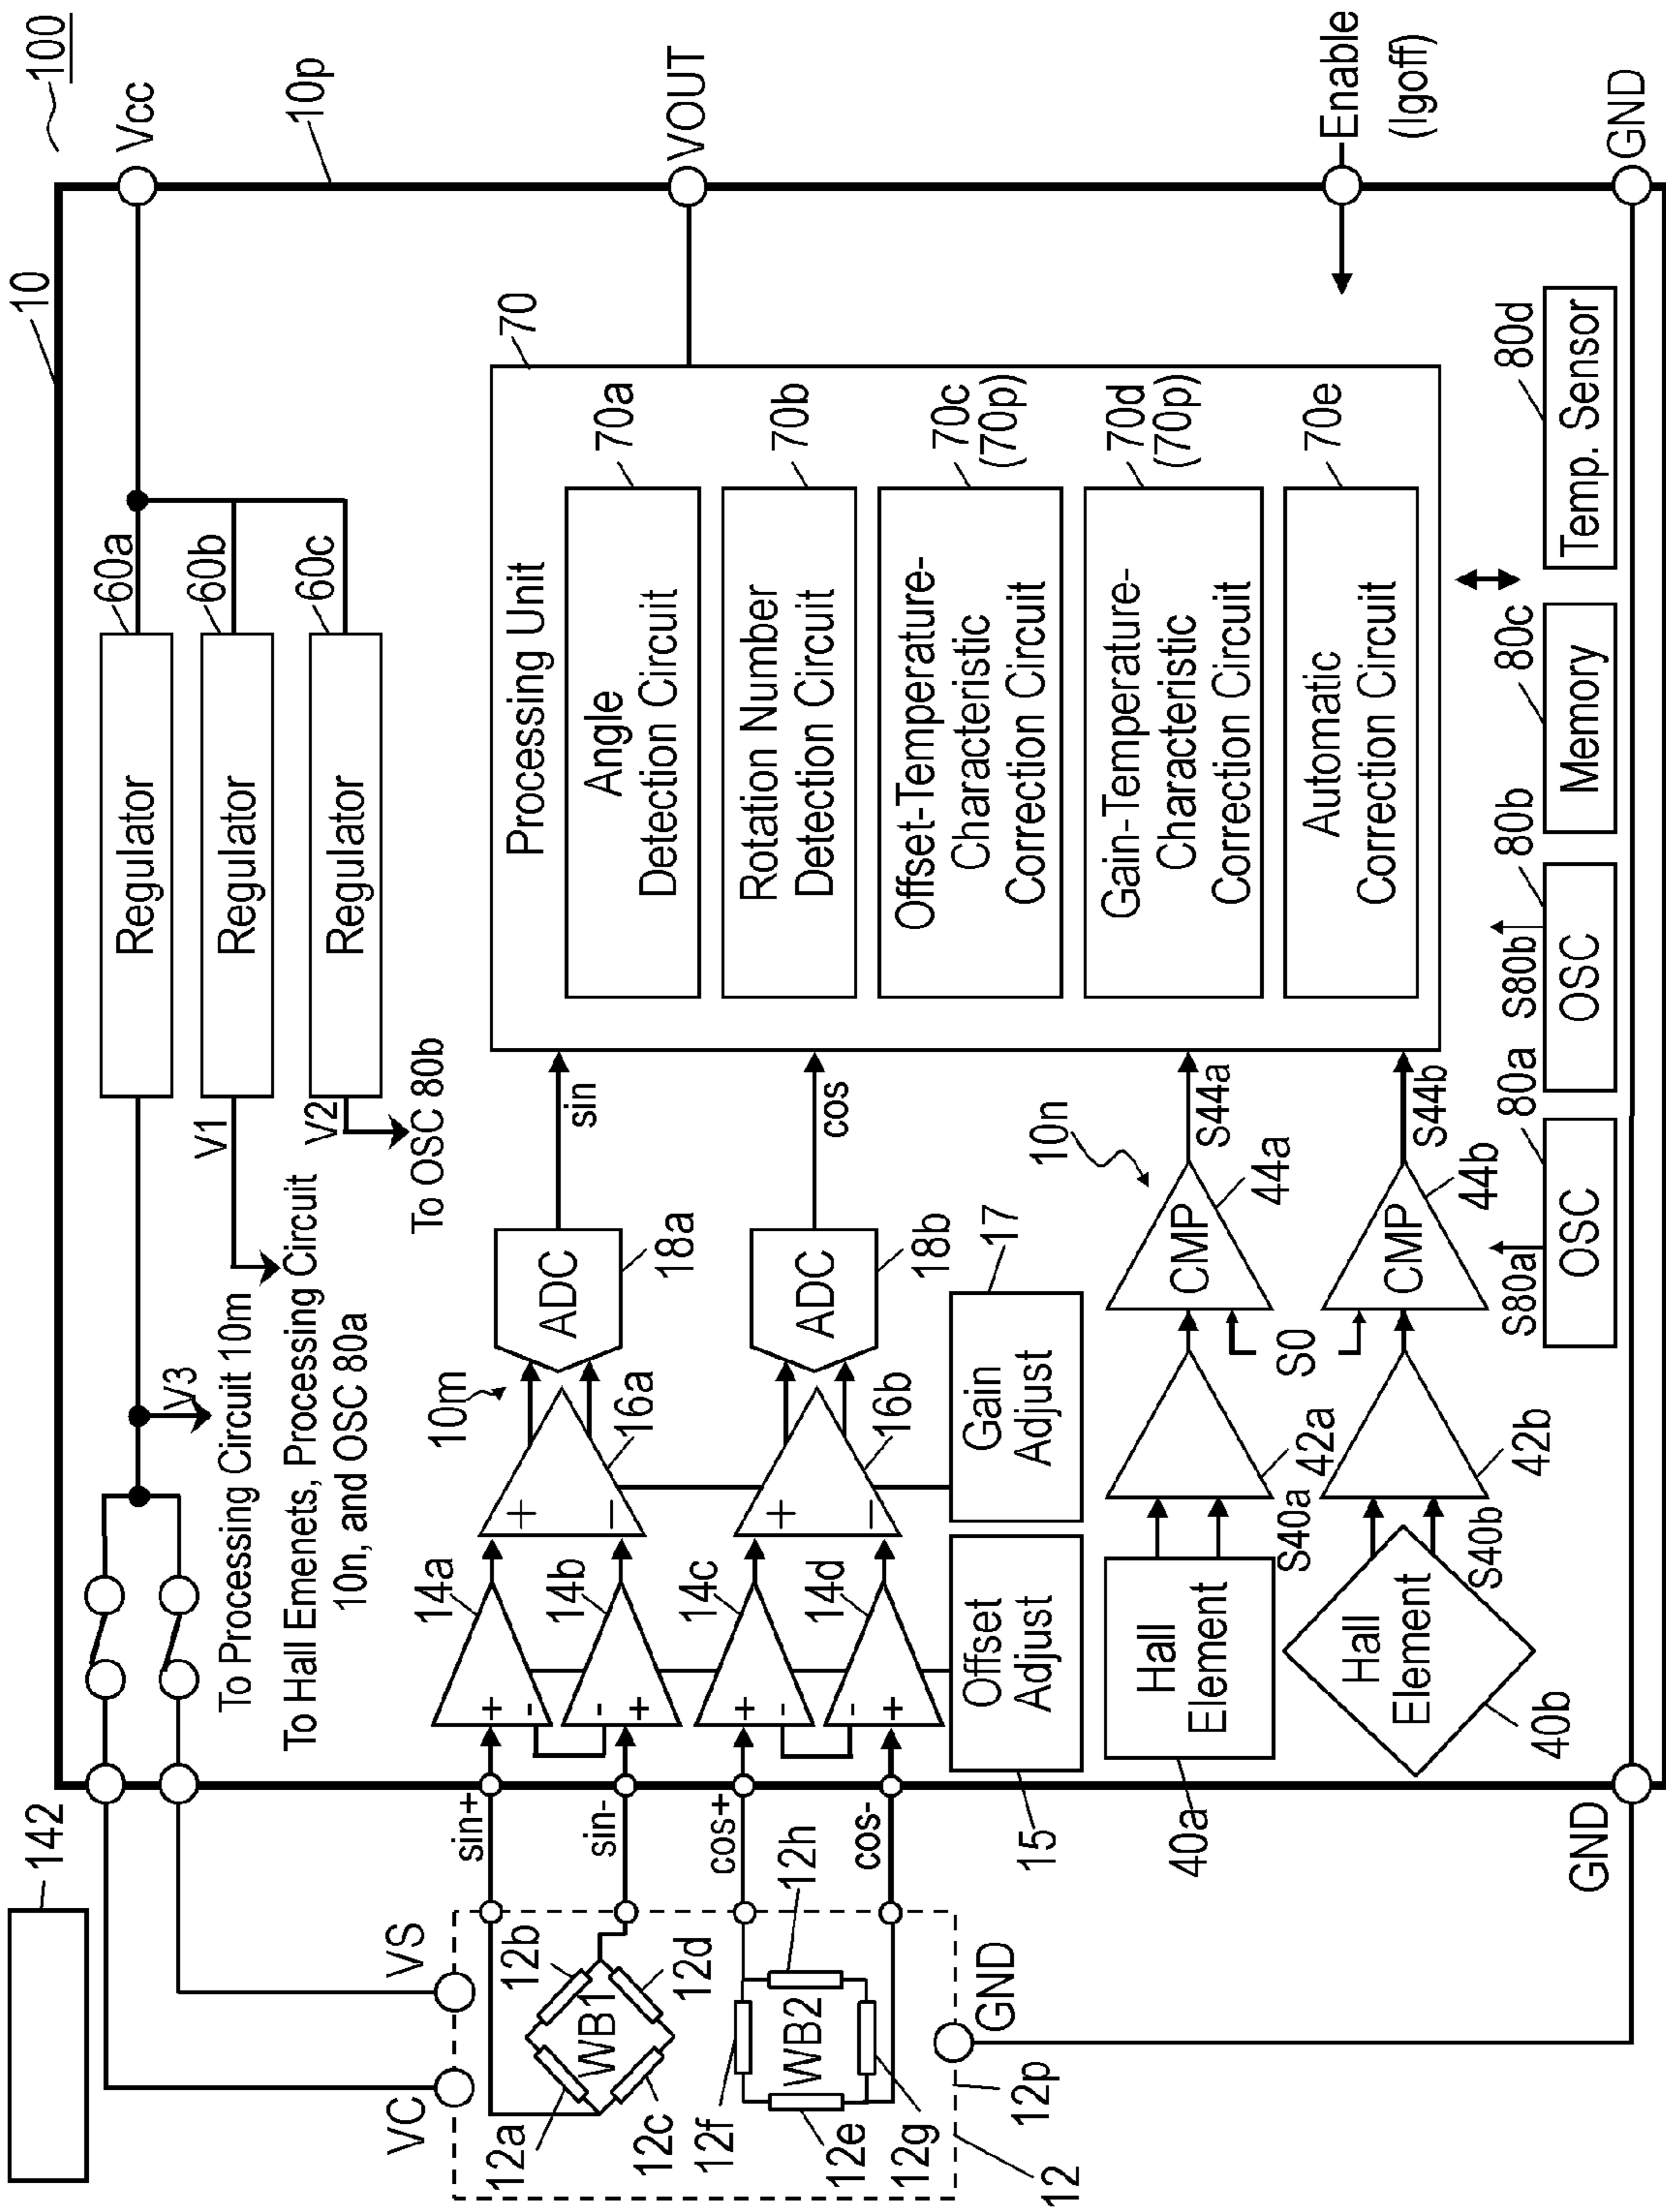 100
142
10
10p
Vcc
VOUT
Enable
(Igoff)
GND
Regulator
60a
Regulator
60b
Regulator
60c
V3
V1
V2
To Processing Circuit 10m
To Hall Emenets, Processing Circuit
10n, and OSC 80a
To OSC 80b
VC
VS
WB1
12a
12b
12c
12d
WB2
12e
12f
12g
12h
12
12p
GND
GND
sin+
sin-
cos+
cos-
14a
14b
14c
14d
+
-
-
+
+
-
-
+
10m
16a
16b
+
−
+
−
ADC
18a
ADC
18b
sin
cos
15
Offset
Adjust
17
Gain
Adjust
Processing Unit
70
Angle
Detection Circuit
70a
Rotation Number
Detection Circuit
70b
Offset-Temperature-
Characteristic
Correction Circuit
70c
(70p)
Gain-Temperature-
Characteristic
Correction Circuit
70d
(70p)
Automatic
Correction Circuit
70e
Hall
Element
40a
S40a
42a
Hall
Element
40b
S40b
42b
S0
10n
CMP
44a
S44a
CMP
44b
S44b
OSC
80a
S80a
OSC
80b
S80b
Memory
80c
Temp. Sensor
80d